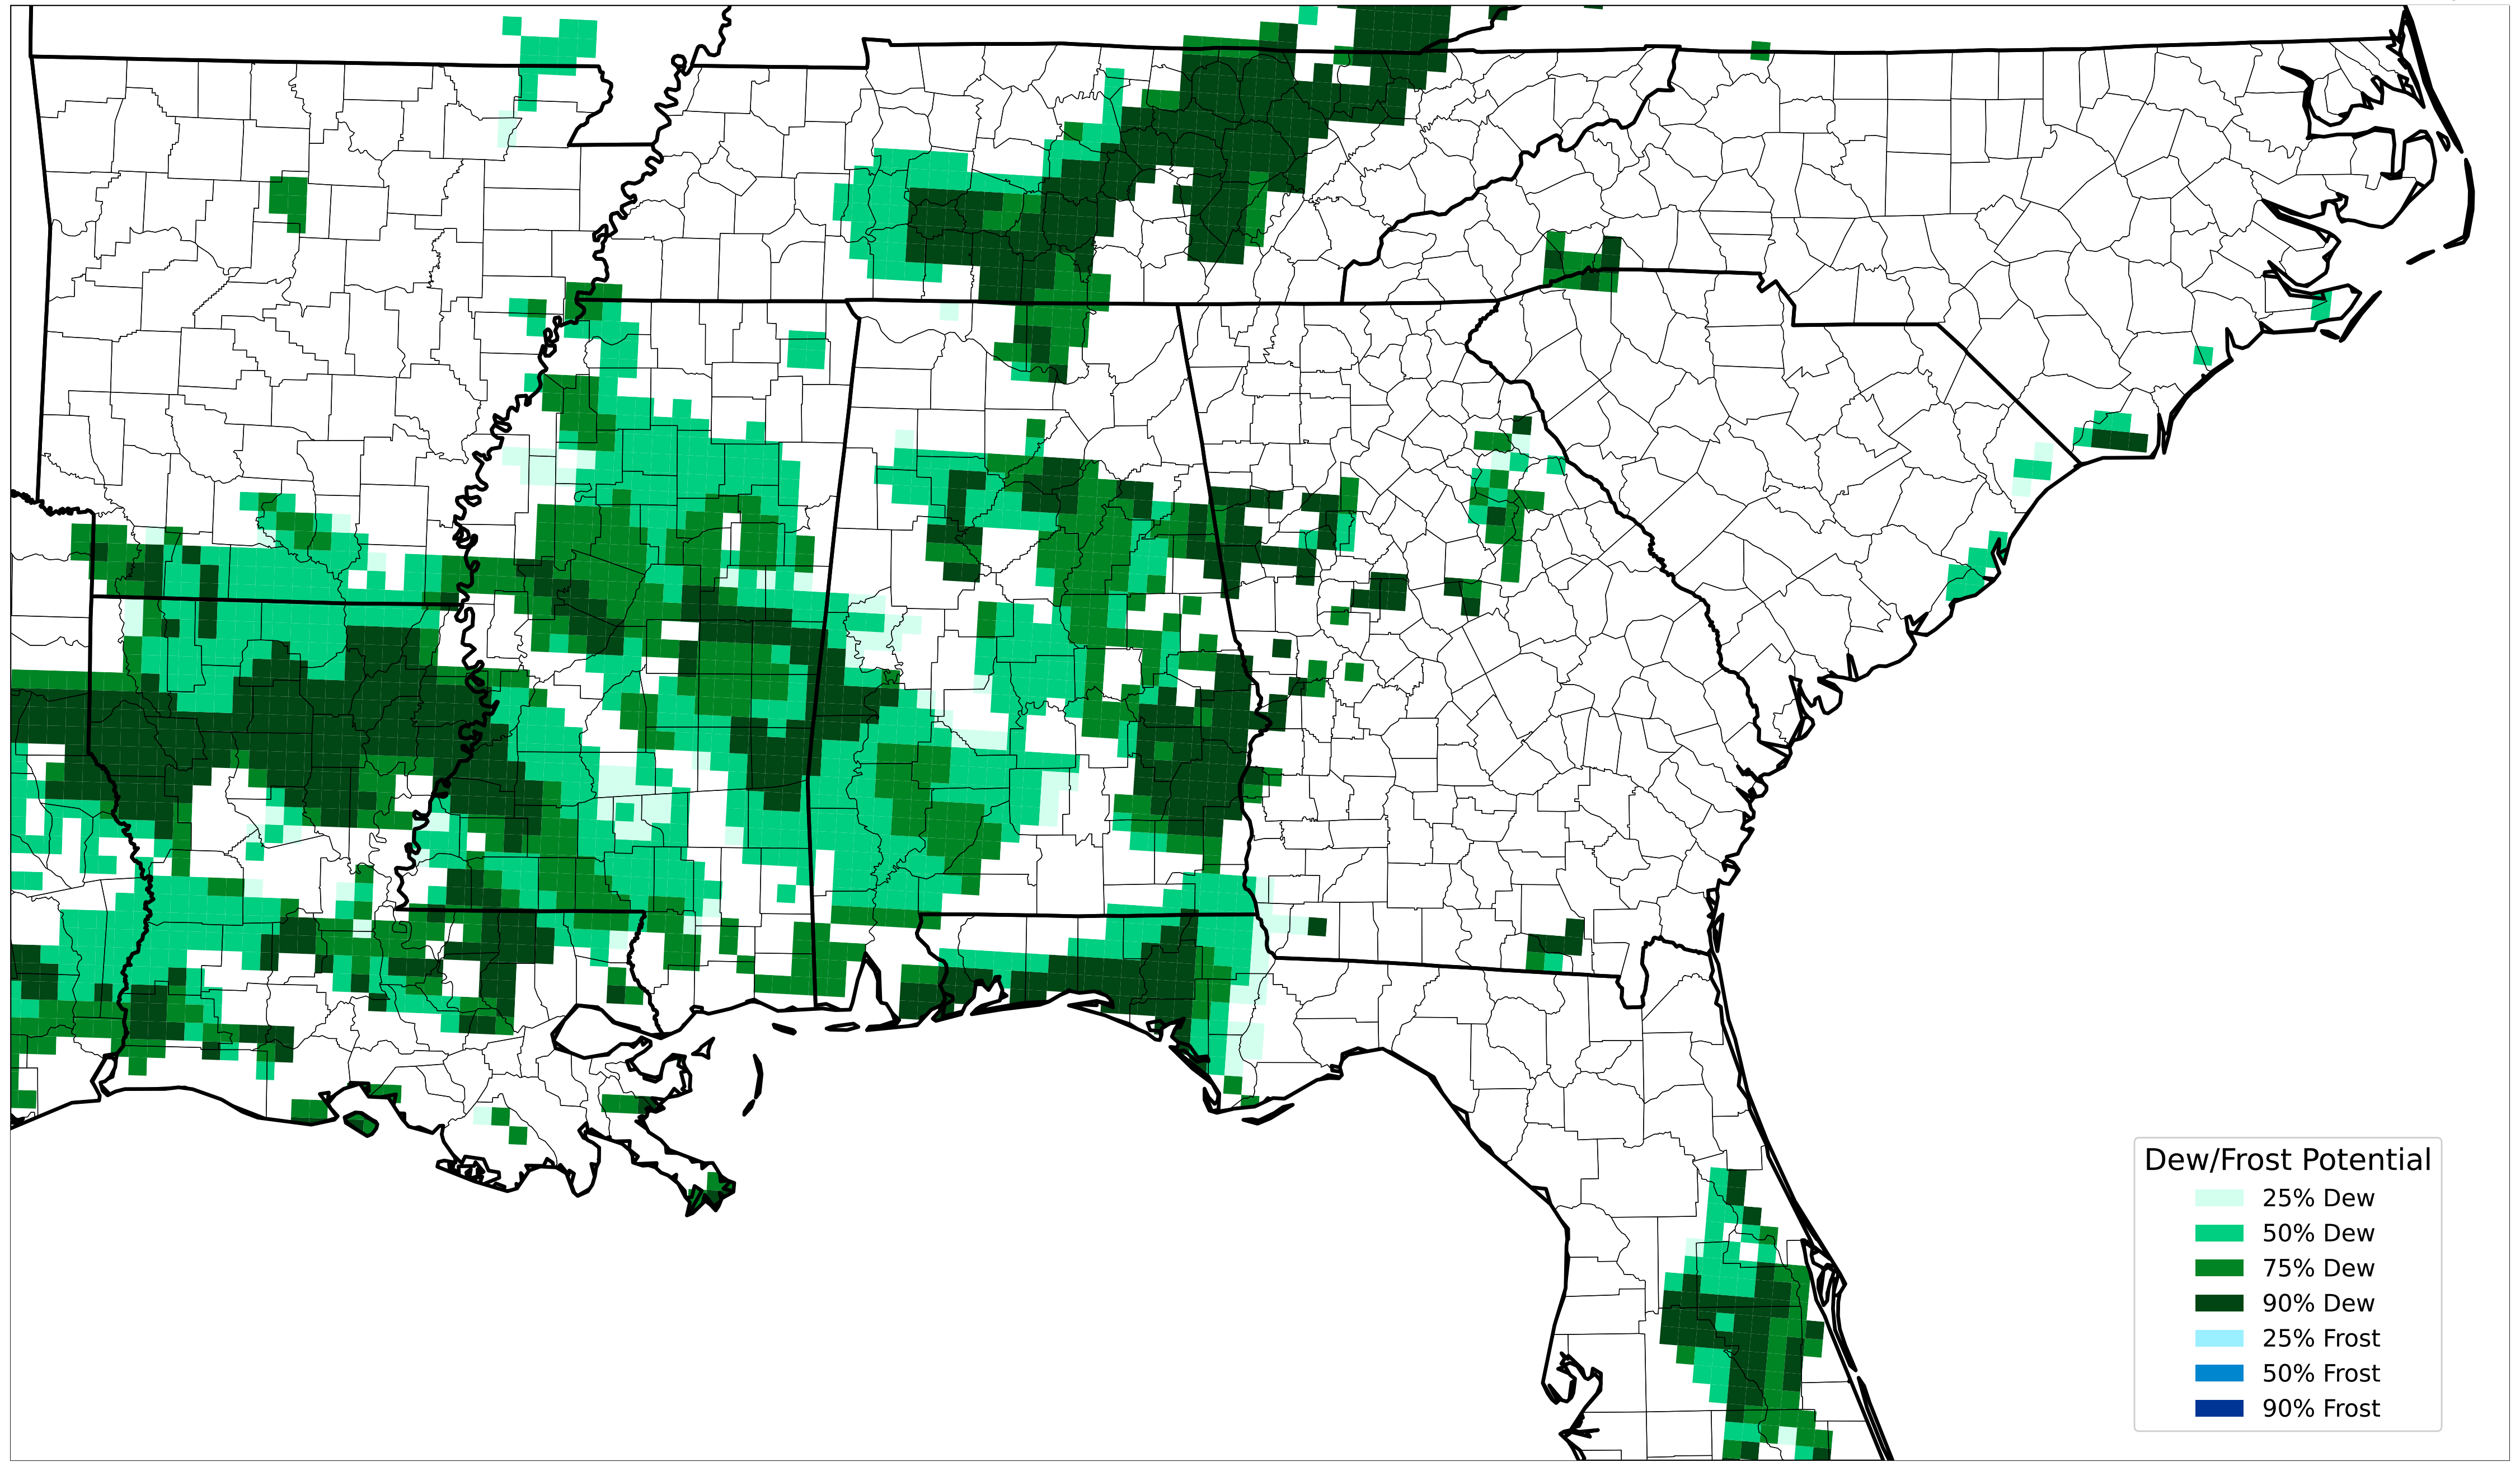 Dew/Frost Potential
25% Dew
50% Dew
75% Dew
90% Dew
25% Frost
50% Frost
90% Frost